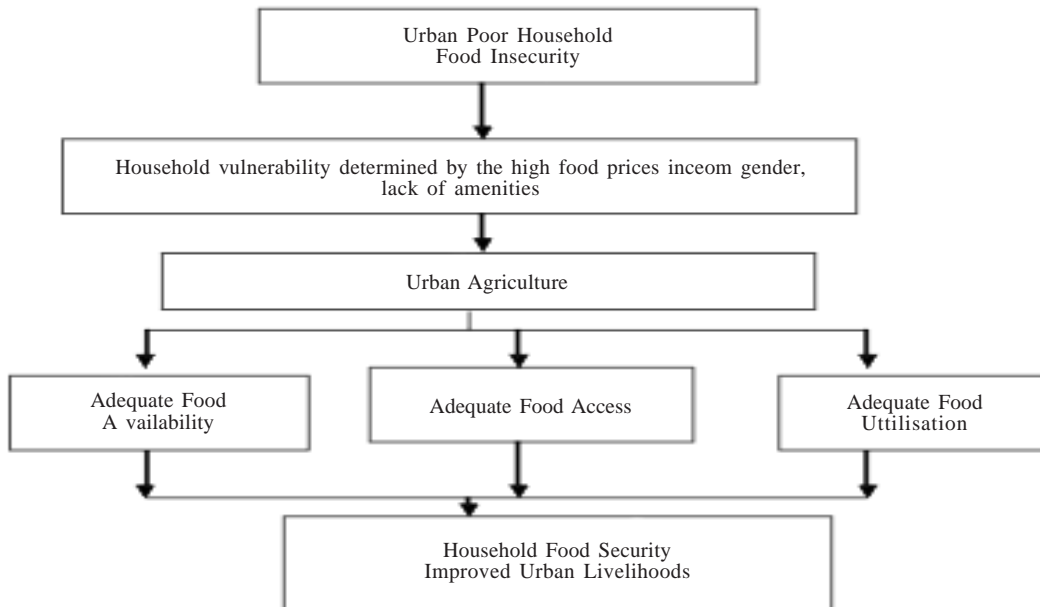 Urban Poor Household
Food Insecurity
Household vulnerability determined by the high food prices inceom gender,
lack of amenities
Urban Agriculture
Adequate Food
A vailability
Adequate Food Access
Adequate Food
Uttilisation
Household Food Security
Improved Urban Livelihoods